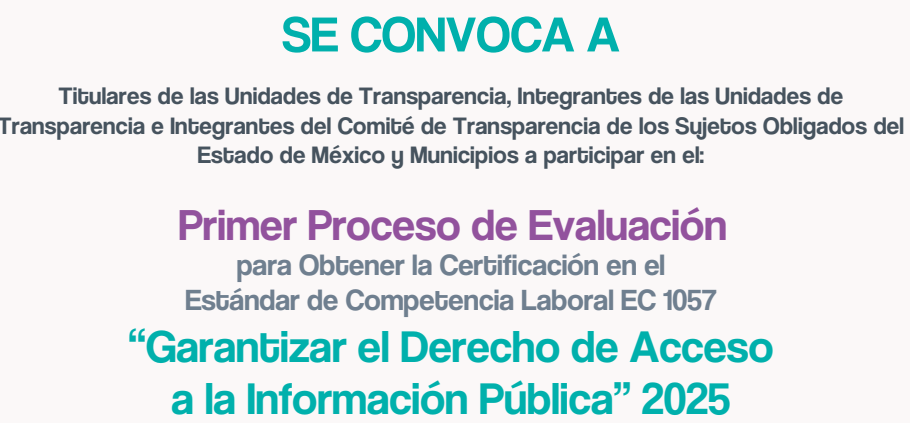 SE CONVOCA A
Titulares de las Unidades de Transparencia, Integrantes de las Unidades de
Transparencia e Integrantes del Comité de Transparencia de los Sujetos Obligados del
Estado de México y Municipios a participar en el:
Primer Proceso de Evaluación
para Obtener la Certificación en el
Estándar de Competencia Laboral EC 1057
“Garantizar el Derecho de Acceso
a la Información Pública” 2025